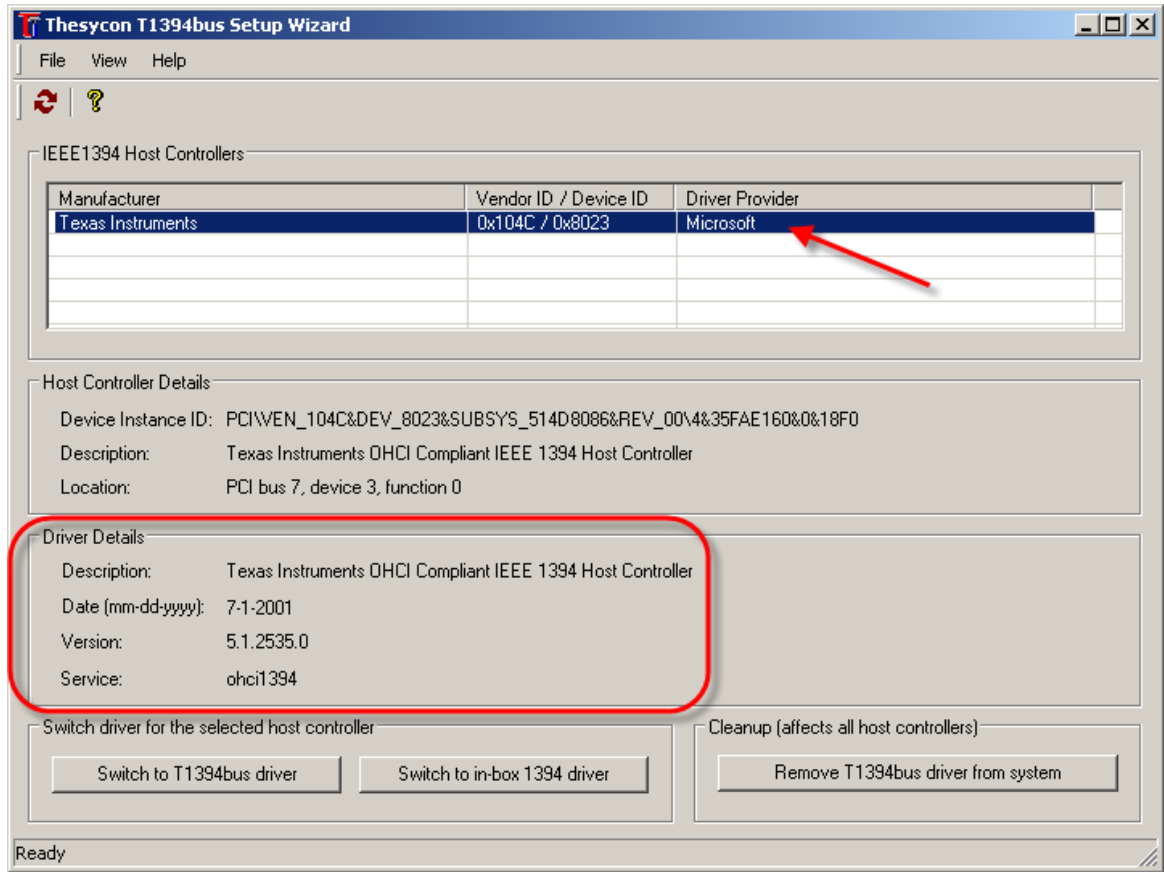 Thesycon T1394bus Setup Wizard
File View Help
IEEE1394 Host Controllers
Manufacturer Vendor ID / Device ID Driver Provider
Texas Instruments 0x104C / 0x8023 Microsoft
Host Controller Details
Device Instance ID: PCI\VEN_104C&DEV_8023&SUBSYS_514D8086&REV_00\4&35FAE160&0&18F0
Description: Texas Instruments OHCI Compliant IEEE 1394 Host Controller
Location: PCI bus 7, device 3, function 0
Driver Details
Description: Texas Instruments OHCI Compliant IEEE 1394 Host Controller
Date (mm-dd-yyyy): 7-1-2001
Version: 5.1.2535.0
Service: ohci1394
Switch driver for the selected host controller Cleanup (affects all host controllers)
Switch to T1394bus driver Switch to in-box 1394 driver Remove T1394bus driver from system
Ready